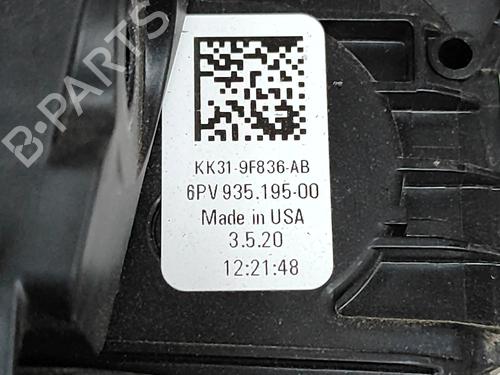 B-PARTS
KK31-9F836-AB
6PV 935.195-00
Made in USA
3.5.20
12:21:48